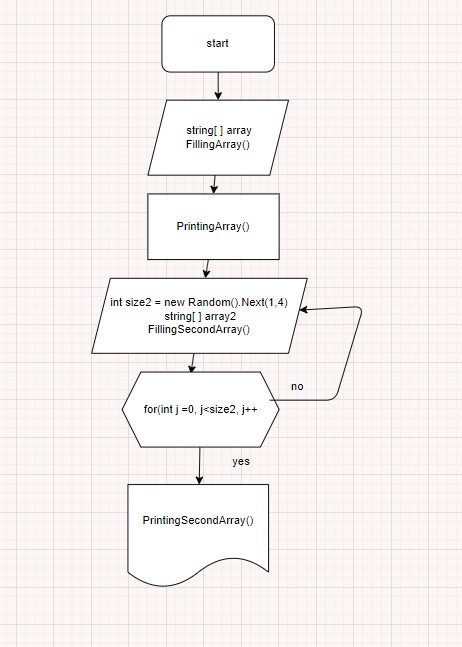 start
string[ ] array
FillingArray()
PrintingArray()
int size2 = new Random().Next(1,4)
string[ ] array2
FillingSecondArray()
no
for(int j =0, j<size2, j++
yes
PrintingSecondArray()